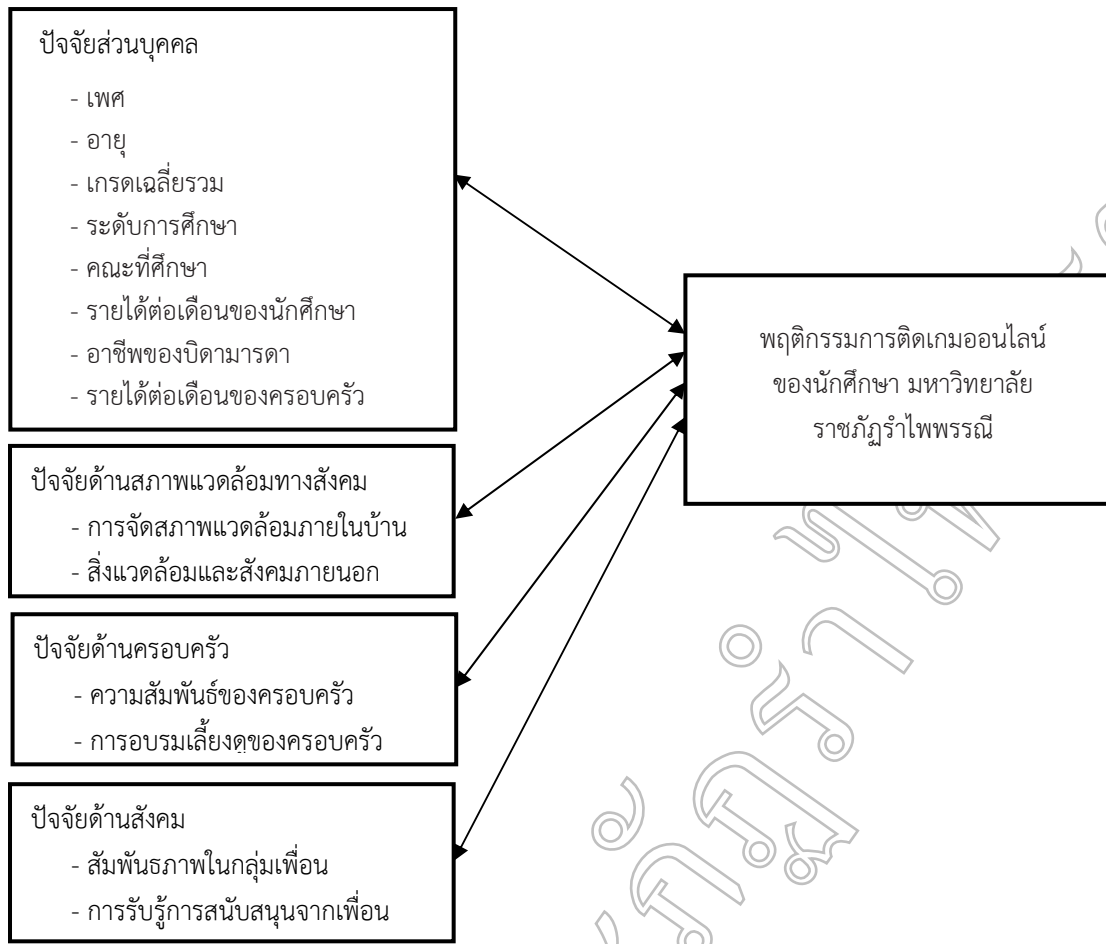 ปัจจัยส่วนบุคคล
- เพศ
- อายุ
- เกรดเฉลี่ยรวม
- ระดับการศึกษา
- คณะที่ศึกษา
- รายได้ต่อเดือนของนักศึกษา
- อาชีพของบิดามารดา
- รายได้ต่อเดือนของครอบครัว
ปัจจัยด้านสภาพแวดล้อมทางสังคม
- การจัดสภาพแวดล้อมภายในบ้าน
- สิ่งแวดล้อมและสังคมภายนอก
ปัจจัยด้านครอบครัว
- ความสัมพันธ์ของครอบครัว
- การอบรมเลี้ยงดูของครอบครัว
ปัจจัยด้านสังคม
- สัมพันธภาพในกลุ่มเพื่อน
- การรับรู้การสนับสนุนจากเพื่อน
พฤติกรรมการติดเกมออนไลน์
ของนักศึกษา มหาวิทยาลัย
ราชภัฏรำไพพรรณี